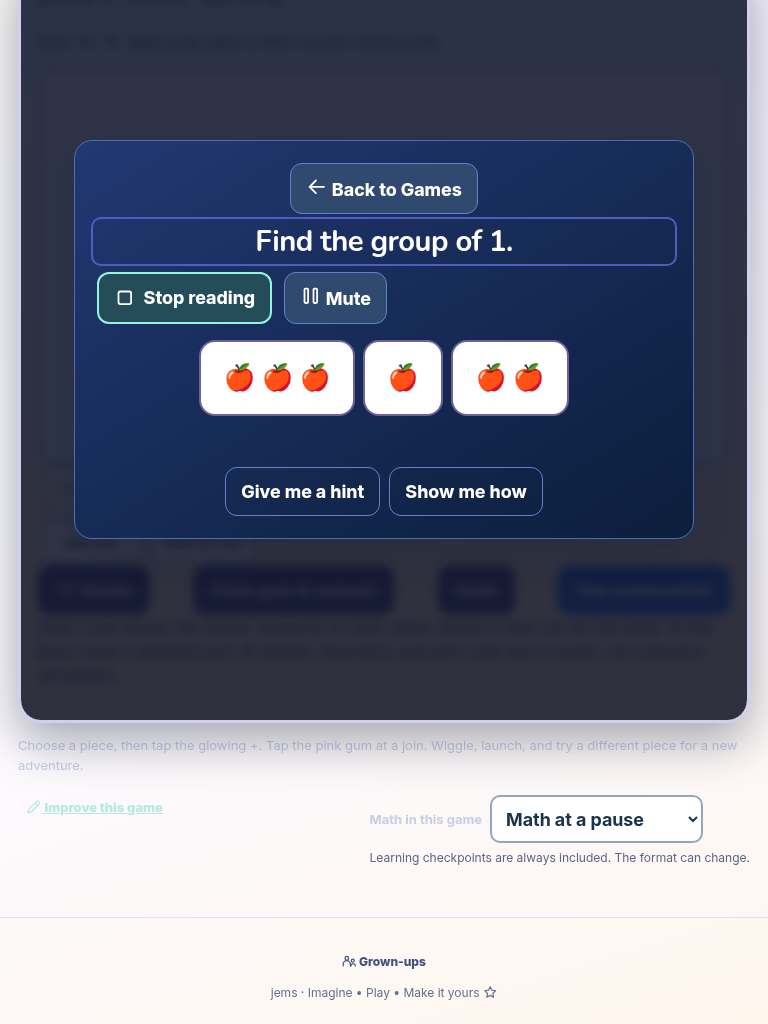 Back to Games
Find the group of 1.
Stop reading
Mute
Give me a hint
Show me how
Choose a piece, then tap the glowing +. Tap the pink gum at a join. Wiggle, launch, and try a different piece for a new
adventure.
Improve this game
Math in this game
Math at a pause
Learning checkpoints are always included. The format can change.
Grown-ups
jems · Imagine • Play • Make it yours